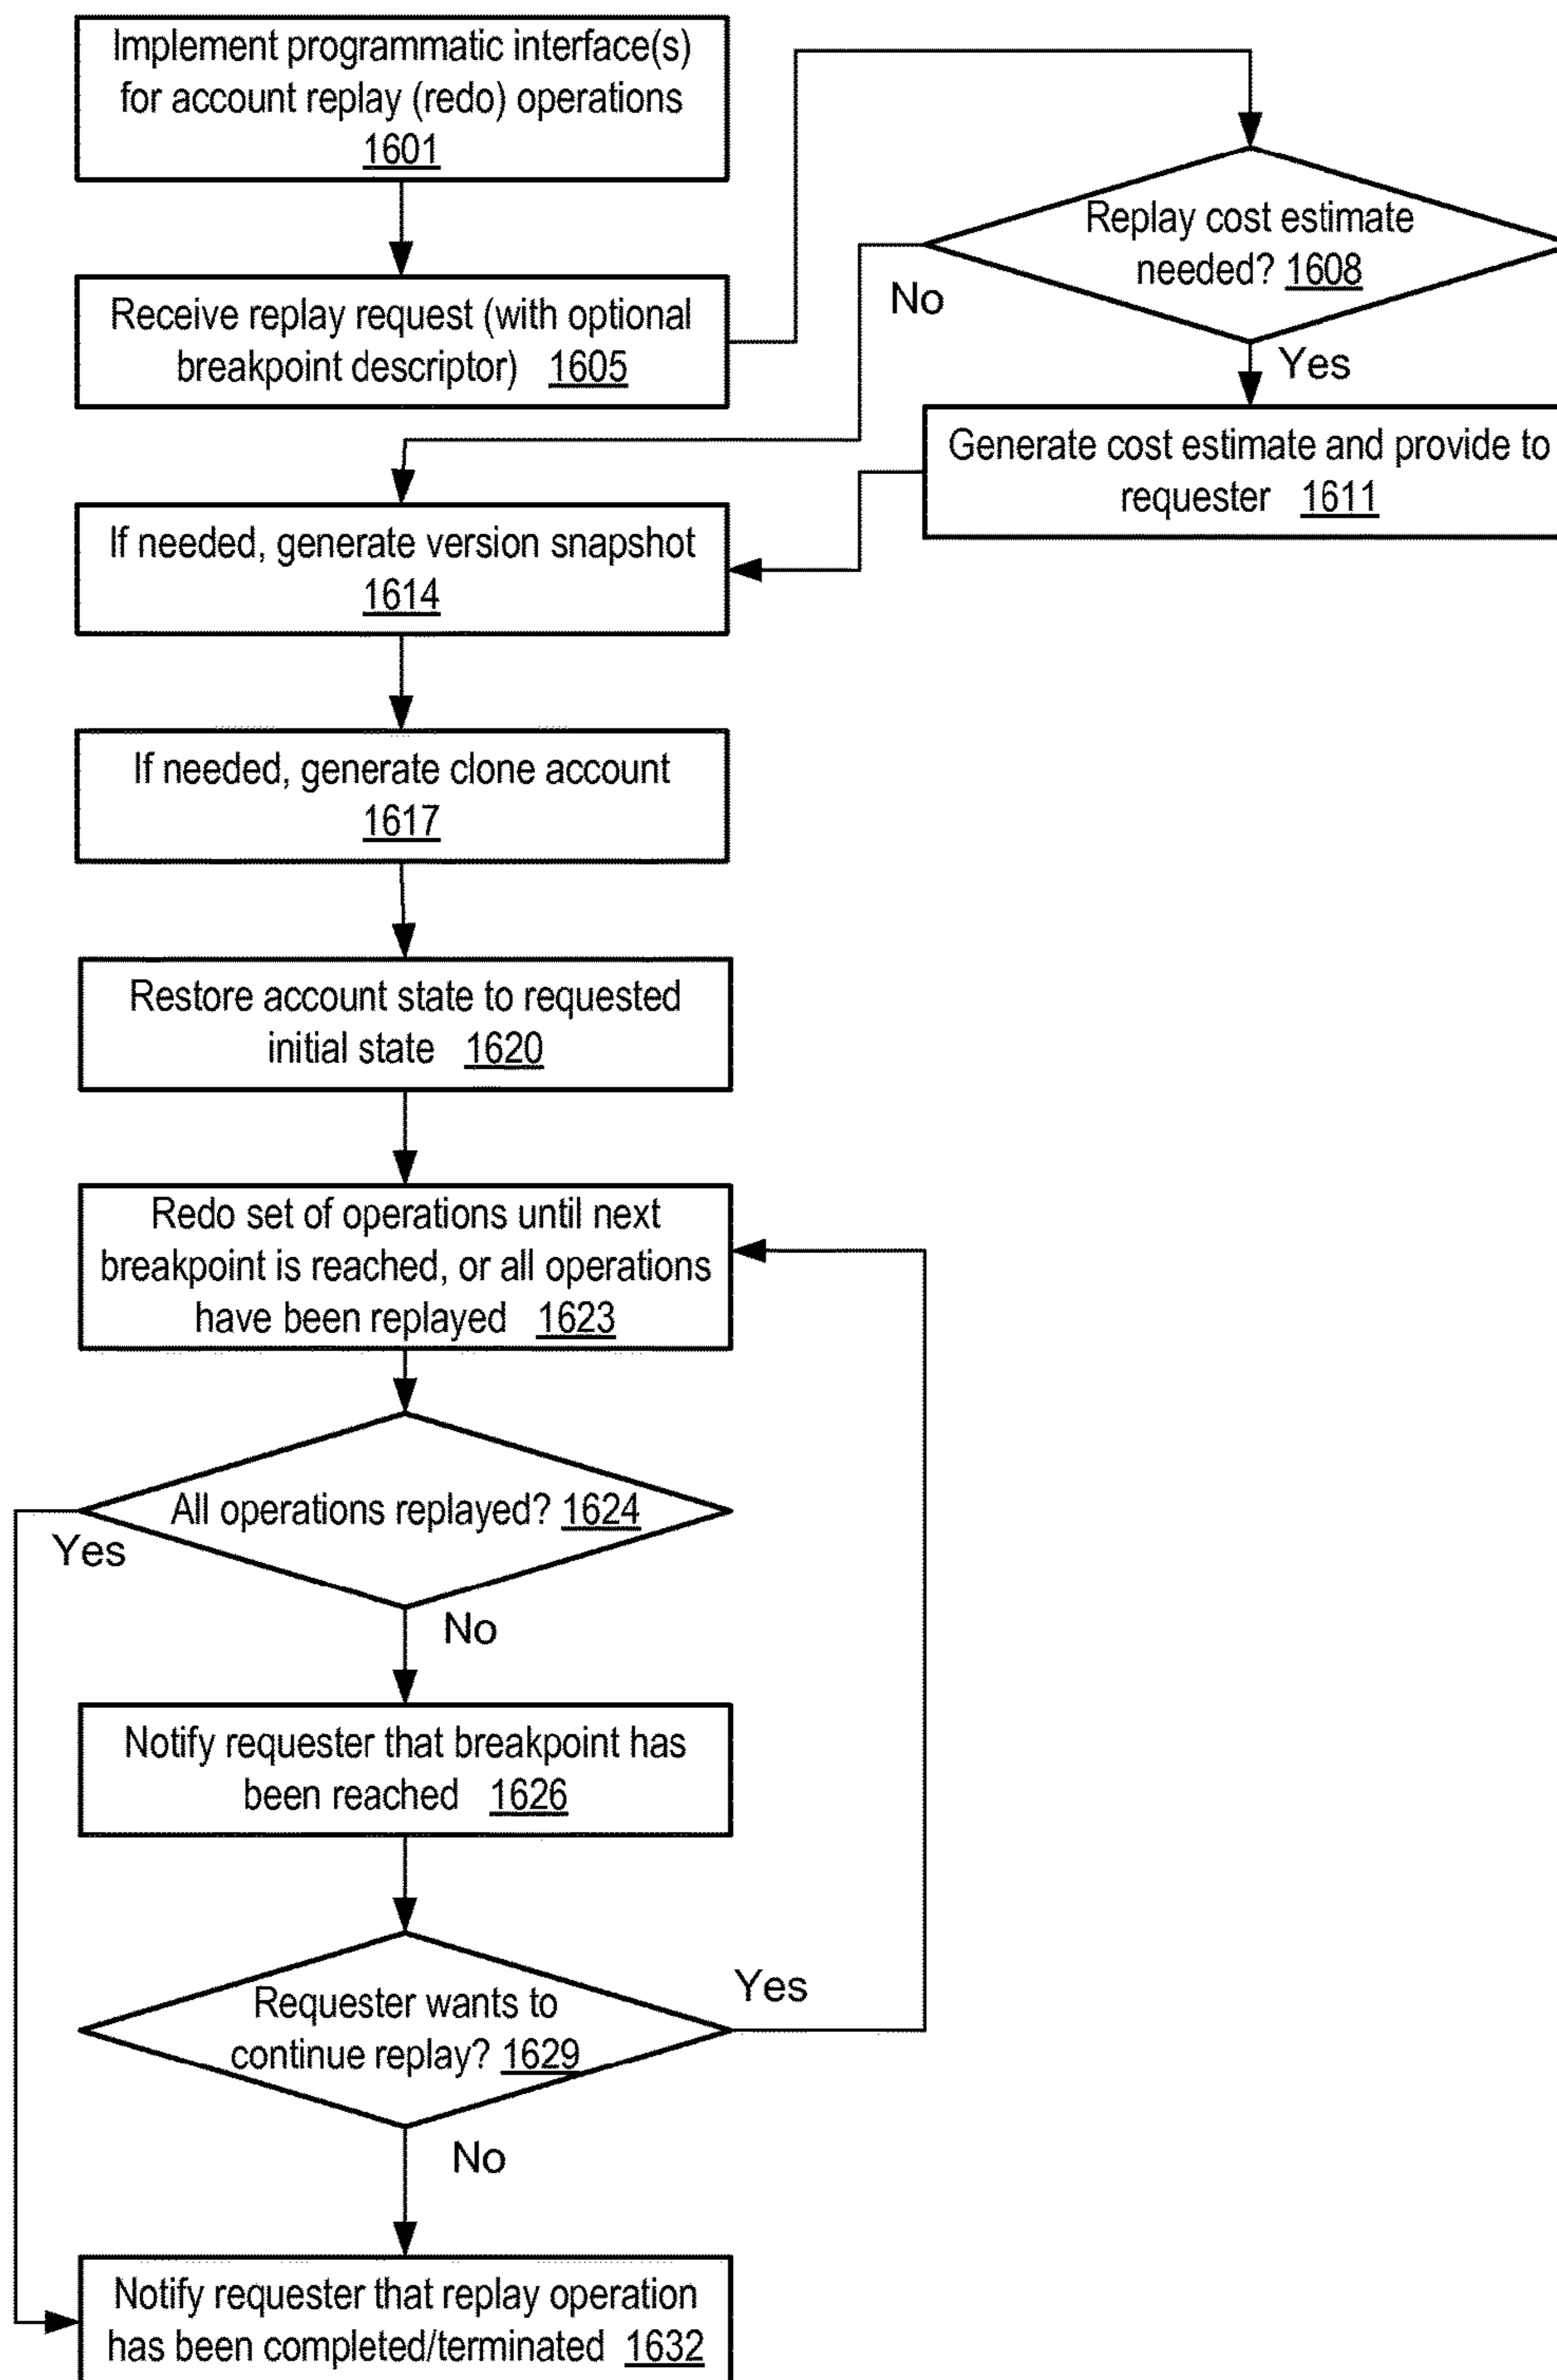 Implement programmatic interface(s)
for account replay (redo) operations
1601
Receive replay request (with optional
breakpoint descriptor) 1605
Replay cost estimate
needed? 1608
No
Yes
Generate cost estimate and provide to
requester 1611
If needed, generate version snapshot
1614
If needed, generate clone account
1617
Restore account state to requested
initial state 1620
Redo set of operations until next
breakpoint is reached, or all operations
have been replayed 1623
All operations replayed? 1624
Yes
No
Notify requester that breakpoint has
been reached 1626
Requester wants to
continue replay? 1629
Yes
No
Notify requester that replay operation
has been completed/terminated 1632